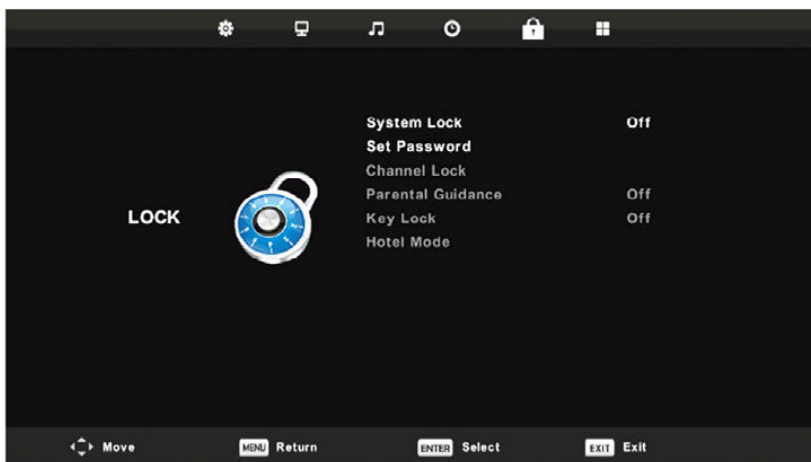 System Lock Off
Set Password
Channel Lock
Parental Guidance Off
LOCK
Key Lock Off
Hotel Mode
Move MENU Return ENTER Select EXIT Exit